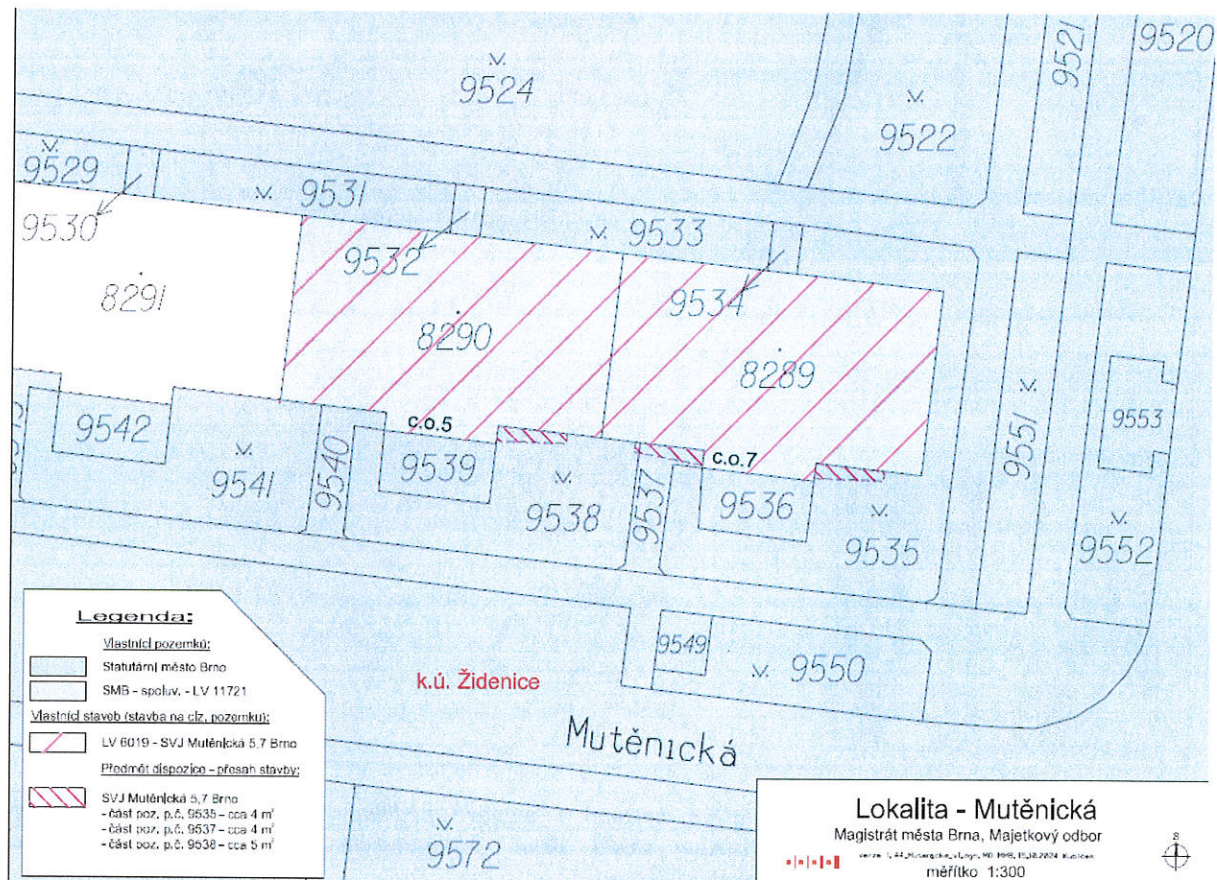 9524
9522
9521
9520
9529
9531
9533
9530
9532
9534
8291
8290
8289
9553
9551
9542
9541
9540
č.o.5
9539
9538
9537
č.o.7
9536
9535
9552
9549
9550
k.ú. Židenice
Mutěnická
9572
Legenda:
Vlastníci pozemků:
Statutární město Brno
SMB - spoluv. - LV 11721
Vlastníci staveb (stavba na ciz. pozemku):
LV 6019 - SVJ Mutěnická 5,7 Brno
Předmět dispozice - přesah stavby:
SVJ Mutěnická 5,7 Brno
- část poz. p.č. 9535 - cca 4 m²
- část poz. p.č. 9537 - cca 4 m²
- část poz. p.č. 9538 - cca 5 m²
Lokalita - Mutěnická
Magistrát města Brna, Majetkový odbor
měřítko 1:300
S